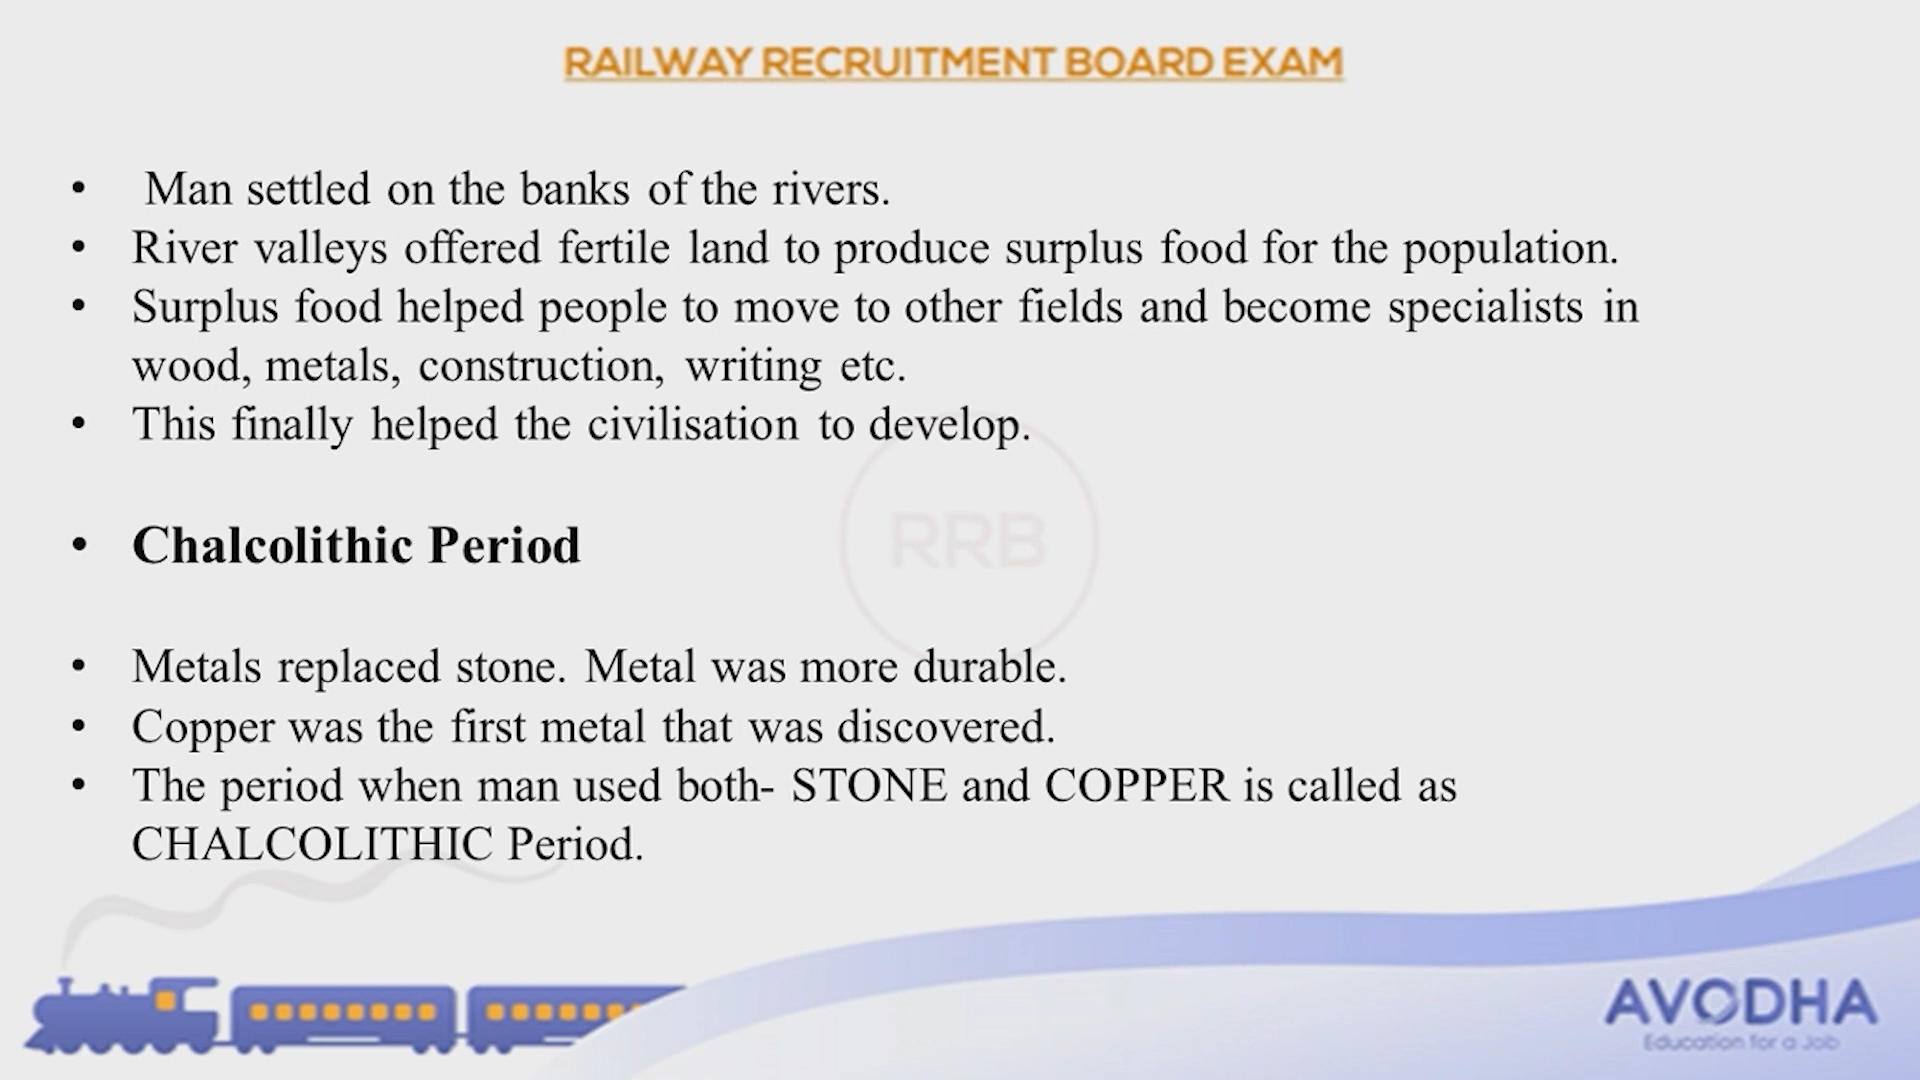 RAILWAY RECRUITMENT BOARD EXAM
• Man settled on the banks of the rivers.
• River valleys offered fertile land to produce surplus food for the population.
• Surplus food helped people to move to other fields and become specialists in
wood, metals, construction, writing etc.
• This finally helped the civilisation to develop.
RRB
• Chalcolithic Period
• Metals replaced stone. Metal was more durable.
• Copper was the first metal that was discovered.
• The period when man used both- STONE and COPPER is called as
CHALCOLITHIC Period.
AVODHA
Education for a Job